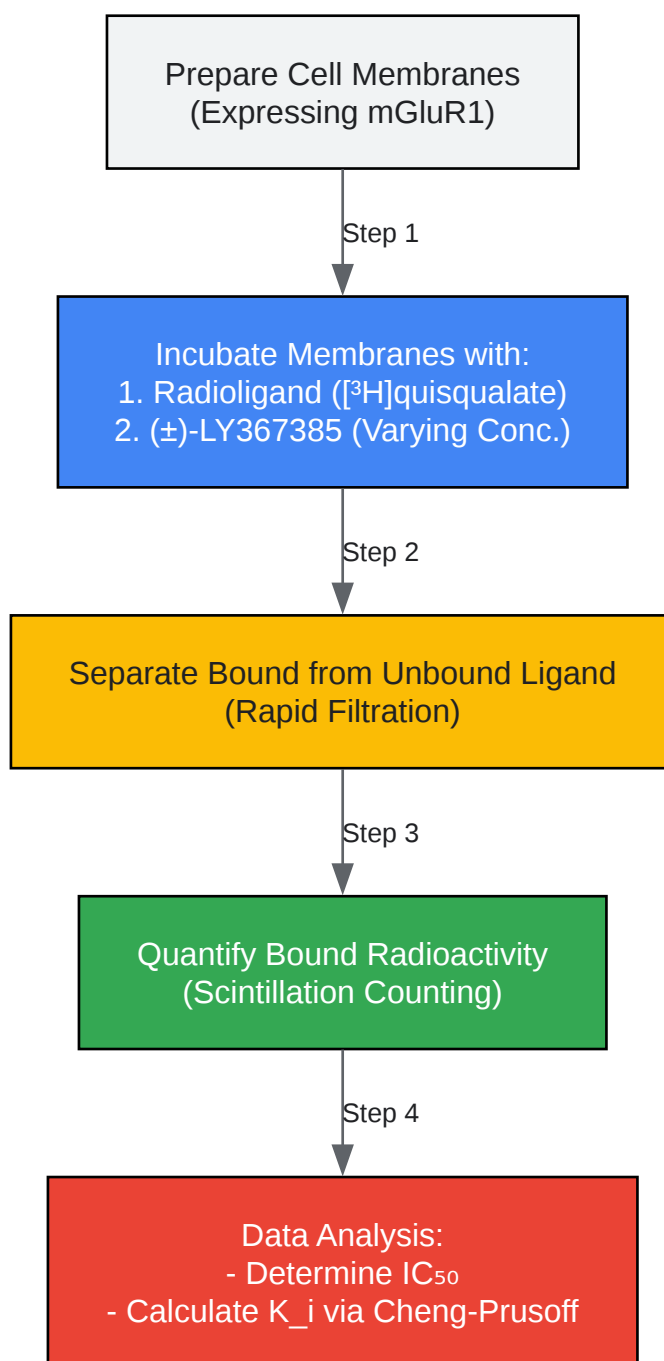 Prepare Cell Membranes
(Expressing mGluR1)
Step 1
Incubate Membranes with:
1. Radioligand ([³H]quisqualate)
2. (±)-LY367385 (Varying Conc.)
Step 2
Separate Bound from Unbound Ligand
(Rapid Filtration)
Step 3
Quantify Bound Radioactivity
(Scintillation Counting)
Step 4
Data Analysis:
- Determine IC₅₀
- Calculate K_i via Cheng-Prusoff